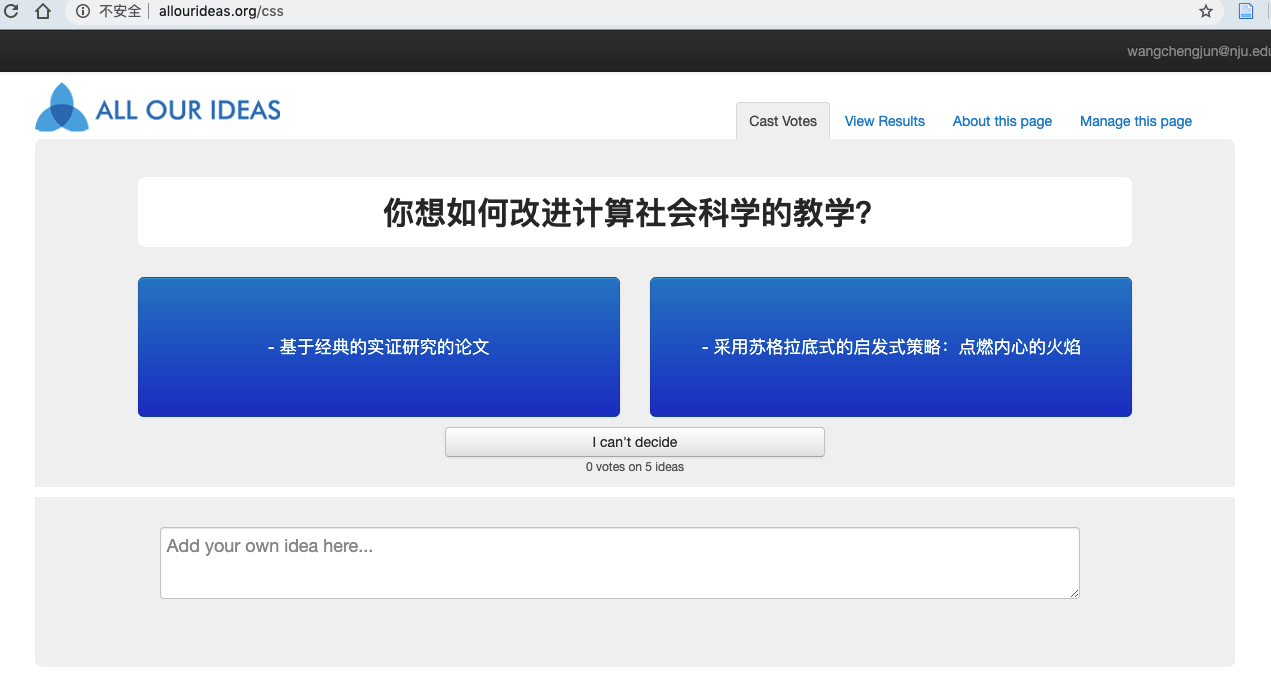 不安全 allourideas.org/css
wangchengjun@nju.edu
ALL OUR IDEAS
Cast Votes View Results About this page Manage this page
你想如何改进计算社会科学的教学?
- 基于经典的实证研究的论文
- 采用苏格拉底式的启发式策略：点燃内心的火焰
I can't decide
0 votes on 5 ideas
Add your own idea here...